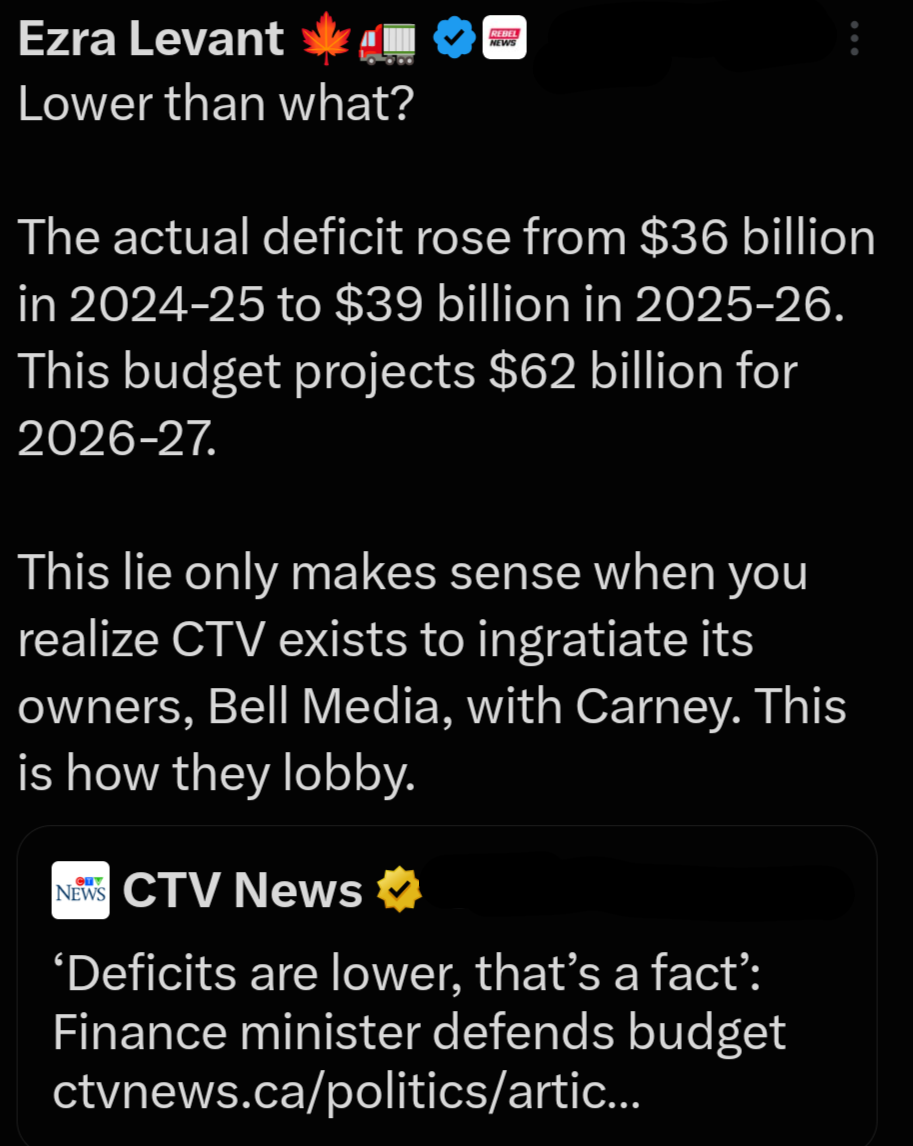 Ezra Levant 🍁🚛 REBEL NEWS
Lower than what?
The actual deficit rose from $36 billion
in 2024-25 to $39 billion in 2025-26.
This budget projects $62 billion for
2026-27.
This lie only makes sense when you
realize CTV exists to ingratiate its
owners, Bell Media, with Carney. This
is how they lobby.
CTV NEWS CTV News
‘Deficits are lower, that’s a fact’:
Finance minister defends budget
ctvnews.ca/politics/artic...